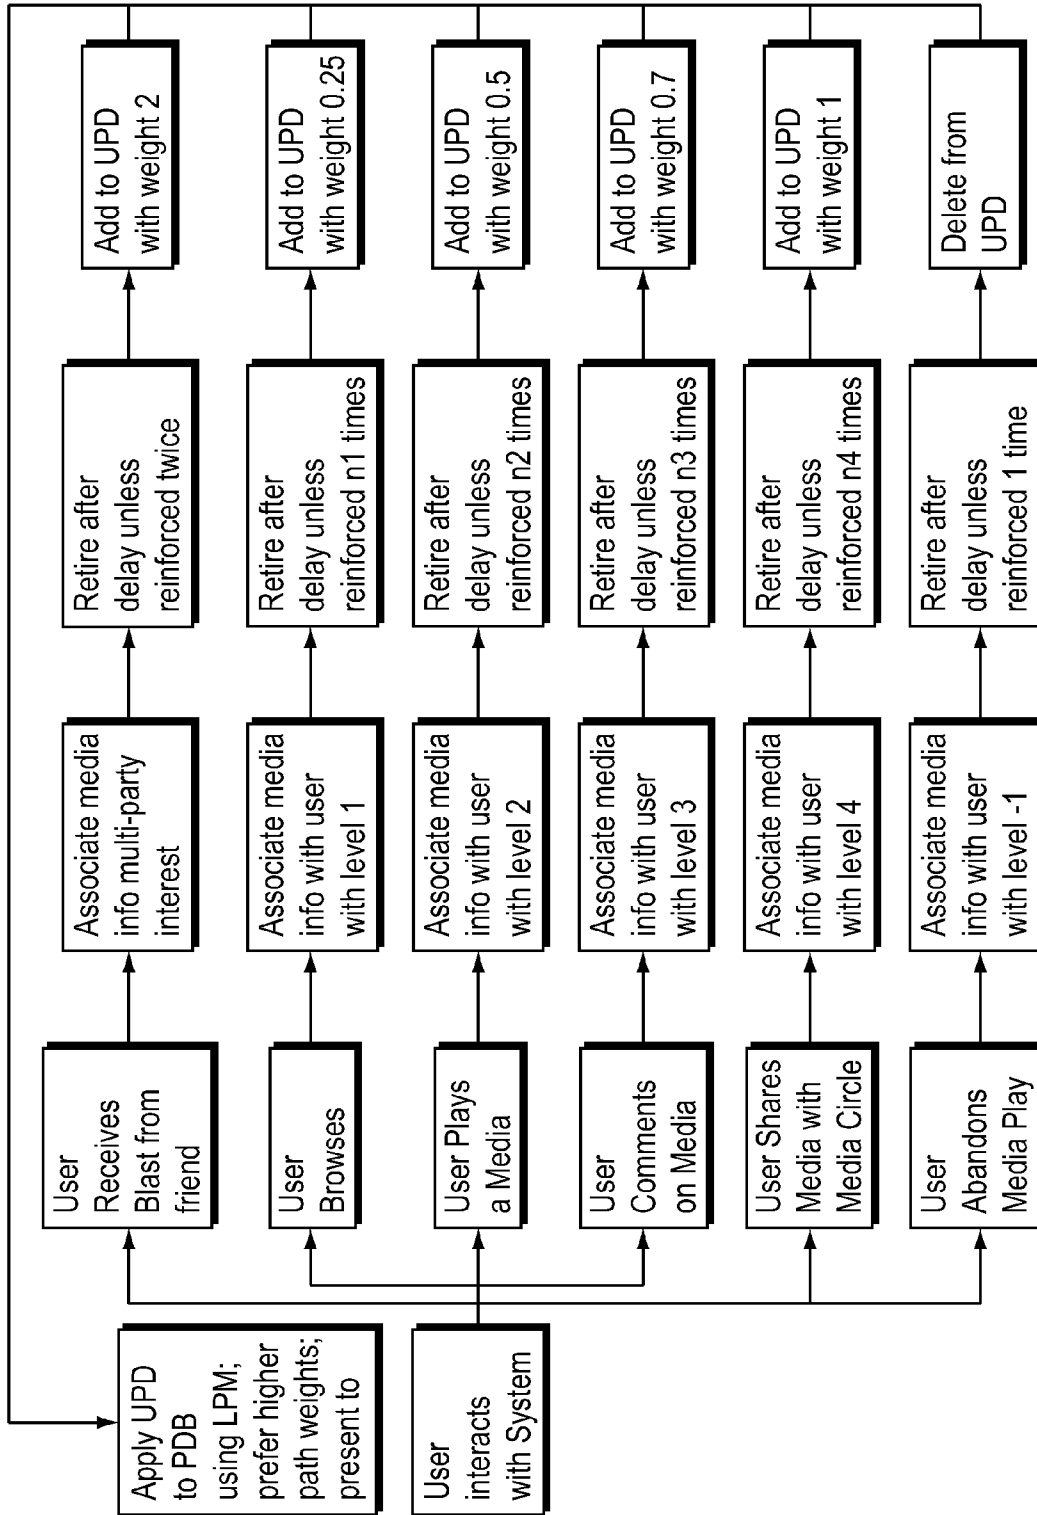 Apply UPD
to PDB
using LPM;
prefer higher
path weights;
present to
User
interacts
with System
User
Receives
Blast from
friend
Associate media
info multi-party
interest
Retire after
delay unless
reinforced twice
Add to UPD
with weight 2
User
Browses
Associate media
info with user
with level 1
Retire after
delay unless
reinforced n1 times
Add to UPD
with weight 0.25
User Plays
a Media
Associate media
info with user
with level 2
Retire after
delay unless
reinforced n2 times
Add to UPD
with weight 0.5
User
Comments
on Media
Associate media
info with user
with level 3
Retire after
delay unless
reinforced n3 times
Add to UPD
with weight 0.7
User Shares
Media with
Media Circle
Associate media
info with user
with level 4
Retire after
delay unless
reinforced n4 times
Add to UPD
with weight 1
User
Abandons
Media Play
Associate media
info with user
with level -1
Retire after
delay unless
reinforced 1 time
Delete from
UPD